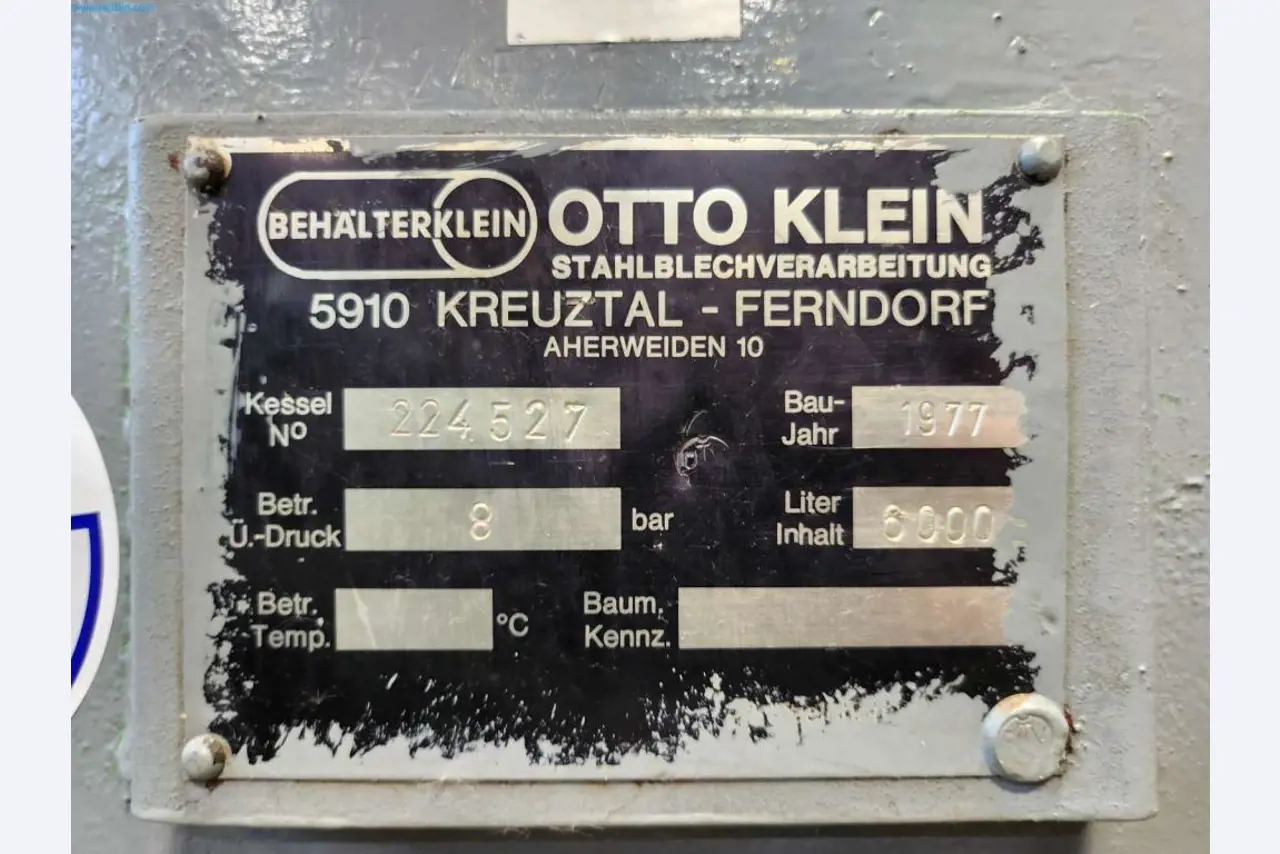 BEHÄLTERKLEIN
OTTO KLEIN
STAHLBLECHVERARBEITUNG
5910 KREUZTAL - FERNDORF
AHERWEIDEN 10
Kessel No 224527
Bau-Jahr 1977
Betr. Ü.-Druck 8 bar
Liter Inhalt 6000
Betr. Temp. °C
Baum. Kennz.